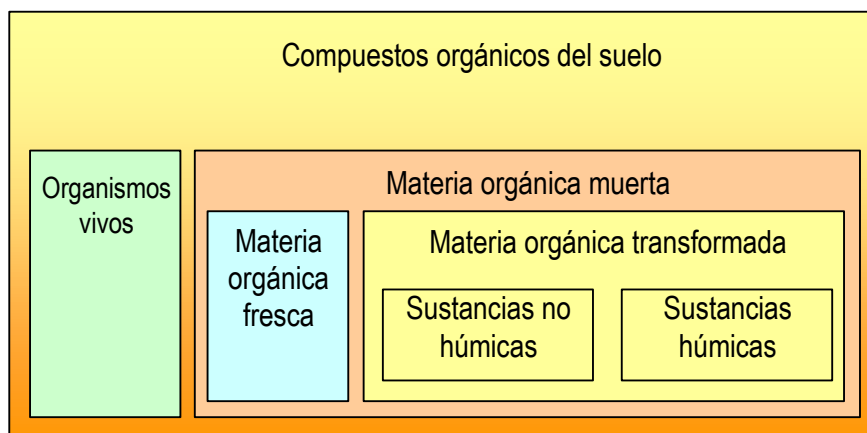 Compuestos orgánicos del suelo
Organismos
vivos
Materia orgánica muerta
Materia
orgánica
fresca
Materia orgánica transformada
Sustancias no
húmicas
Sustancias
húmicas